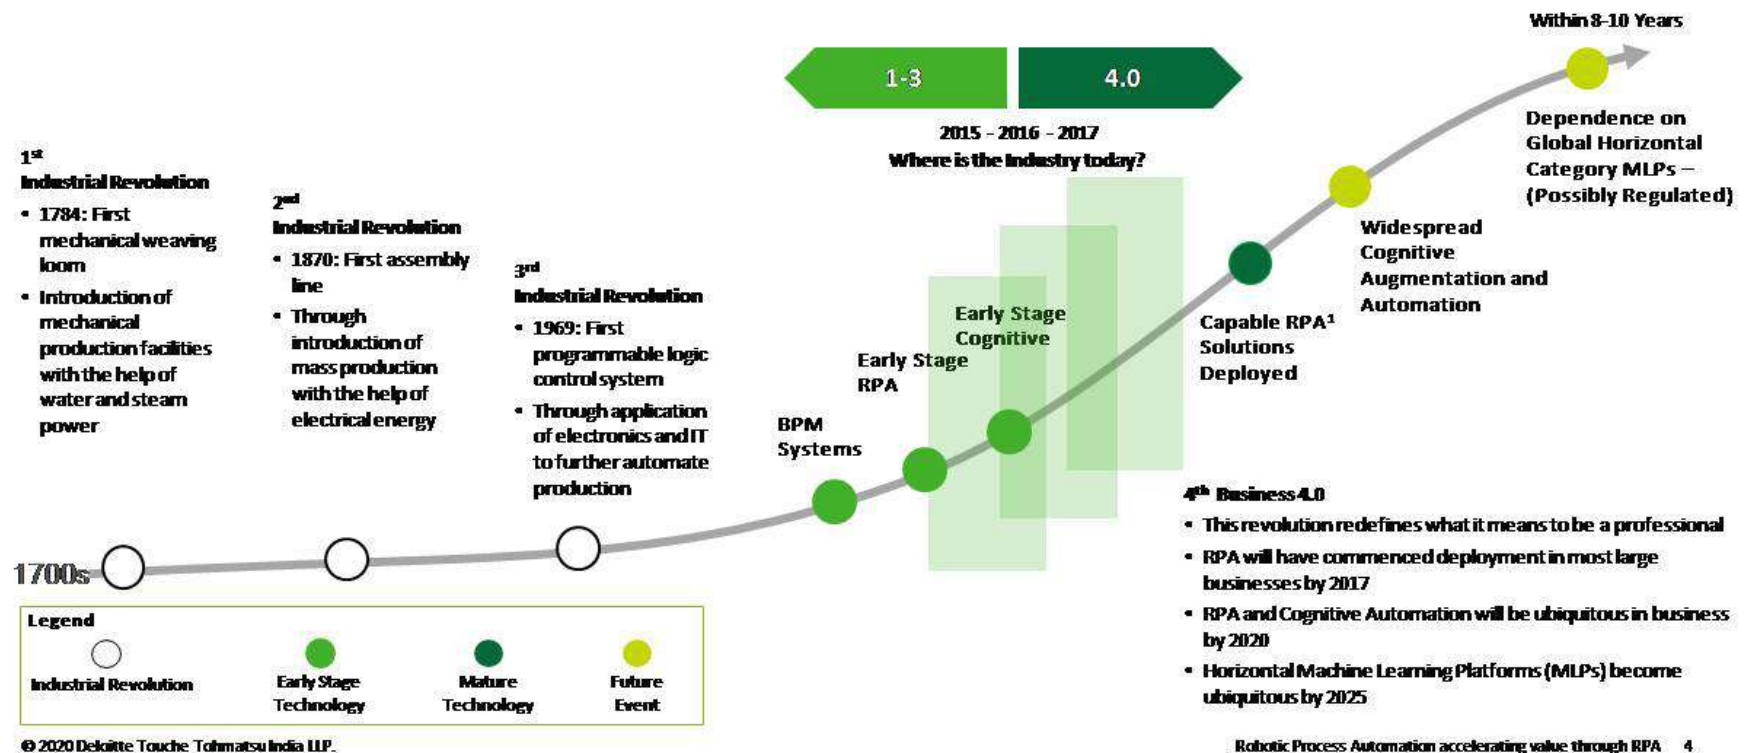 Within 8-10 Years
1-3
4.0
2015 - 2016 - 2017
Where is the Industry today?
1st
Industrial Revolution
• 1784: First
mechanical weaving
loom
• Introduction of
mechanical
production facilities
with the help of
water and steam
power
2nd
Industrial Revolution
• 1870: First assembly
line
• Through
introduction of
mass production
with the help of
electrical energy
3rd
Industrial Revolution
• 1969: First
programmable logic
control system
• Through application
of electronics and IT
to further automate
production
BPM
Systems
Early Stage
RPA
Early Stage
Cognitive
Capable RPA¹
Solutions
Deployed
Widespread
Cognitive
Augmentation and
Automation
Dependence on
Global Horizontal
Category MLPs –
(Possibly Regulated)
1700s
4th Business 4.0
• This revolution redefines what it means to be a professional
• RPA will have commenced deployment in most large
businesses by 2017
• RPA and Cognitive Automation will be ubiquitous in business
by 2020
• Horizontal Machine Learning Platforms (MLPs) become
ubiquitous by 2025
Legend
Industrial Revolution
Early Stage
Technology
Mature
Technology
Future
Event
© 2020 Deloitte Touche Tohmatsu India LLP.
Robotic Process Automation accelerating value through RPA 4